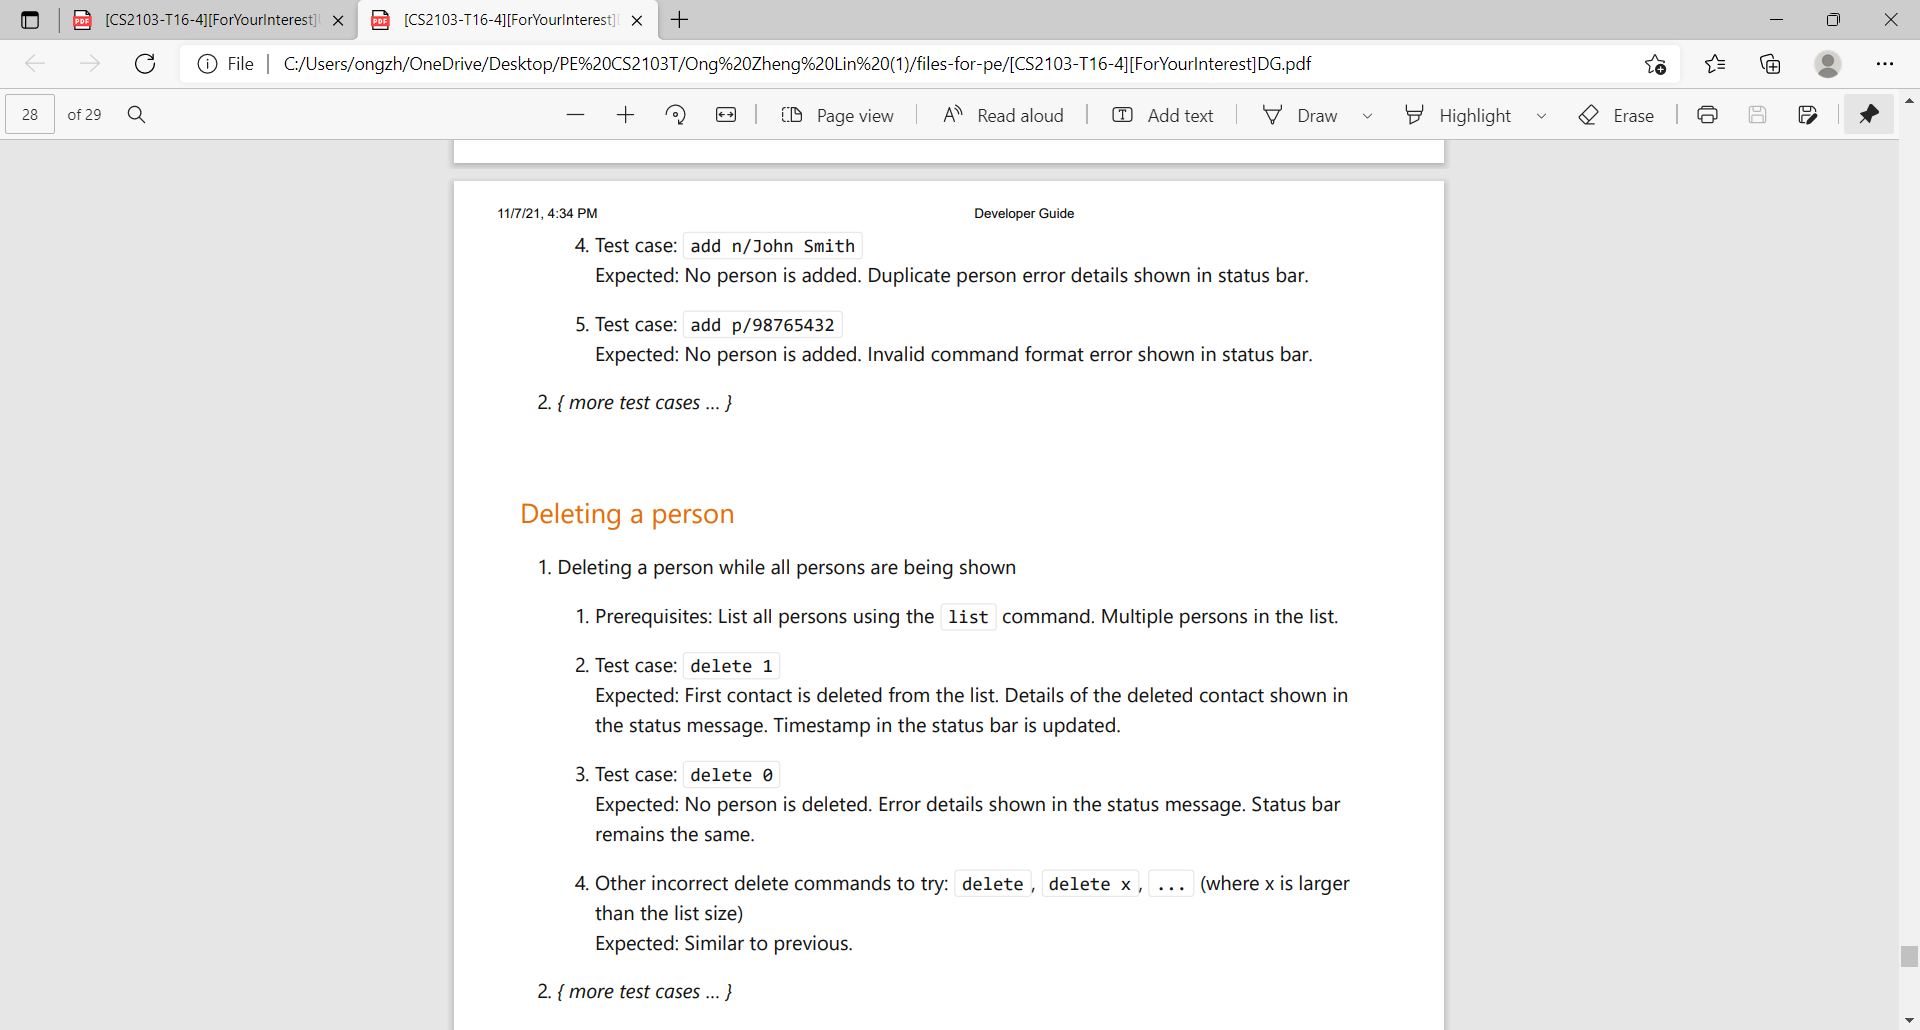 [CS2103-T16-4][ForYourInterest]
[CS2103-T16-4][ForYourInterest]
File
C:/Users/ongzh/OneDrive/Desktop/PE%20CS2103T/Ong%20Zheng%20Lin%20(1)/files-for-pe/[CS2103-T16-4][ForYourInterest]DG.pdf
28 of 29
Page view
Read aloud
Add text
Draw
Highlight
Erase
11/7/21, 4:34 PM
Developer Guide
4. Test case: add n/John Smith
Expected: No person is added. Duplicate person error details shown in status bar.
5. Test case: add p/98765432
Expected: No person is added. Invalid command format error shown in status bar.
2. { more test cases … }
Deleting a person
1. Deleting a person while all persons are being shown
1. Prerequisites: List all persons using the list command. Multiple persons in the list.
2. Test case: delete 1
Expected: First contact is deleted from the list. Details of the deleted contact shown in
the status message. Timestamp in the status bar is updated.
3. Test case: delete 0
Expected: No person is deleted. Error details shown in the status message. Status bar
remains the same.
4. Other incorrect delete commands to try: delete, delete x, ... (where x is larger
than the list size)
Expected: Similar to previous.
2. { more test cases … }